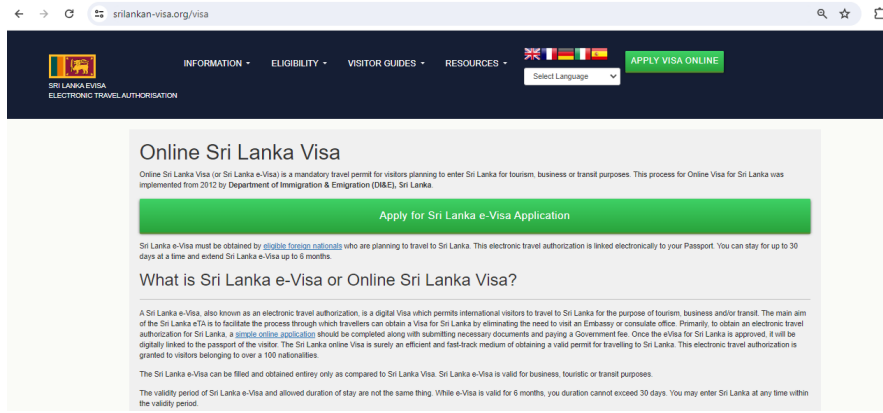 srilankan-visa.org/visa
SRI LANKA EVISA
ELECTRONIC TRAVEL AUTHORISATION
INFORMATION
ELIGIBILITY
VISITOR GUIDES
RESOURCES
Select Language
APPLY VISA ONLINE
Online Sri Lanka Visa
Online Sri Lanka Visa (or Sri Lanka e-Visa) is a mandatory travel permit for visitors planning to enter Sri Lanka for tourism, business or transit purposes. This process for Online Visa for Sri Lanka was
implemented from 2012 by Department of Immigration & Emigration (DI&E), Sri Lanka.
Apply for Sri Lanka e-Visa Application
Sri Lanka e-Visa must be obtained by eligible foreign nationals who are planning to travel to Sri Lanka. This electronic travel authorization is linked electronically to your Passport. You can stay for up to 30
days at a time and extend Sri Lanka e-Visa up to 6 months.
What is Sri Lanka e-Visa or Online Sri Lanka Visa?
A Sri Lanka e-Visa, also known as an electronic travel authorization, is a digital Visa which permits international visitors to travel to Sri Lanka for the purpose of tourism, business and/or transit. The main aim
of the Sri Lanka eTA is to facilitate the process through which travellers can obtain a Visa for Sri Lanka by eliminating the need to visit an Embassy or consulate office. Primarily, to obtain an electronic travel
authorization for Sri Lanka, a simple online application should be completed along with submitting necessary documents and paying a Government fee. Once the eVisa for Sri Lanka is approved, it will be
digitally linked to the passport of the visitor. The Sri Lanka online Visa is surely an efficient and fast-track medium of obtaining a valid permit for travelling to Sri Lanka. This electronic travel authorization is
granted to visitors belonging to over a 100 nationalities.
The Sri Lanka e-Visa can be filled and obtained entirey only as compared to Sri Lanka Visa. Sri Lanka e-Visa is valid for business, touristic or transit purposes.
The validity period of Sri Lanka e-Visa and allowed duration of stay are not the same thing. While e-Visa is valid for 6 months, you duration cannot exceed 30 days. You may enter Sri Lanka at any time within
the validity period.